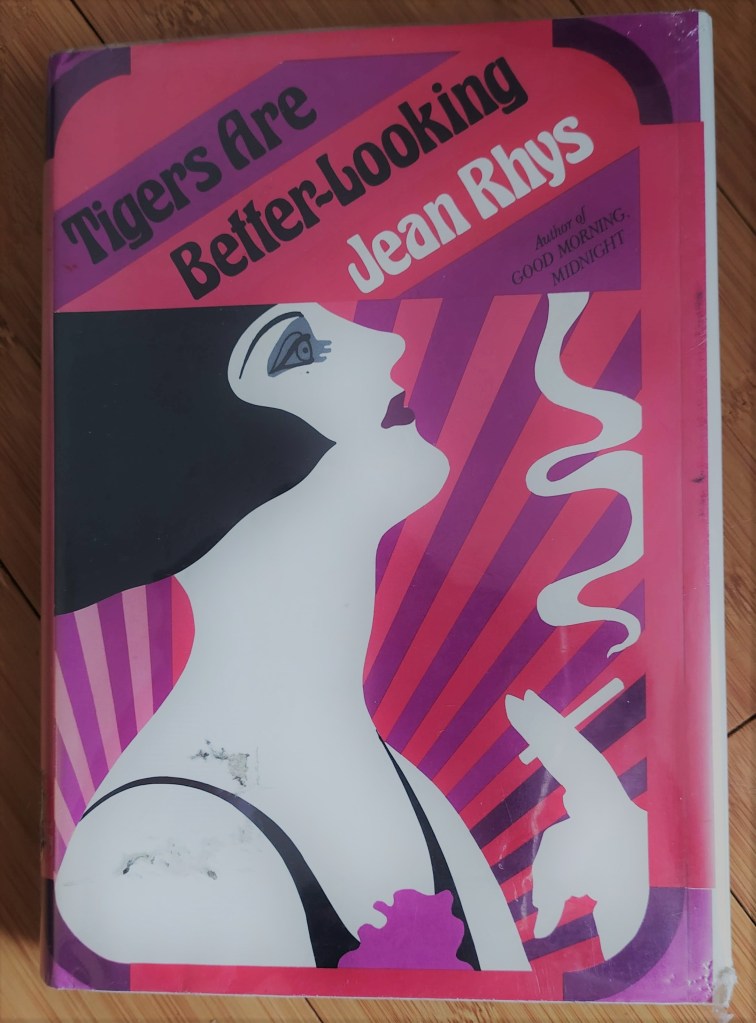 Tigers Are
Better-Looking
Jean Rhys
Author of
GOOD MORNING,
MIDNIGHT